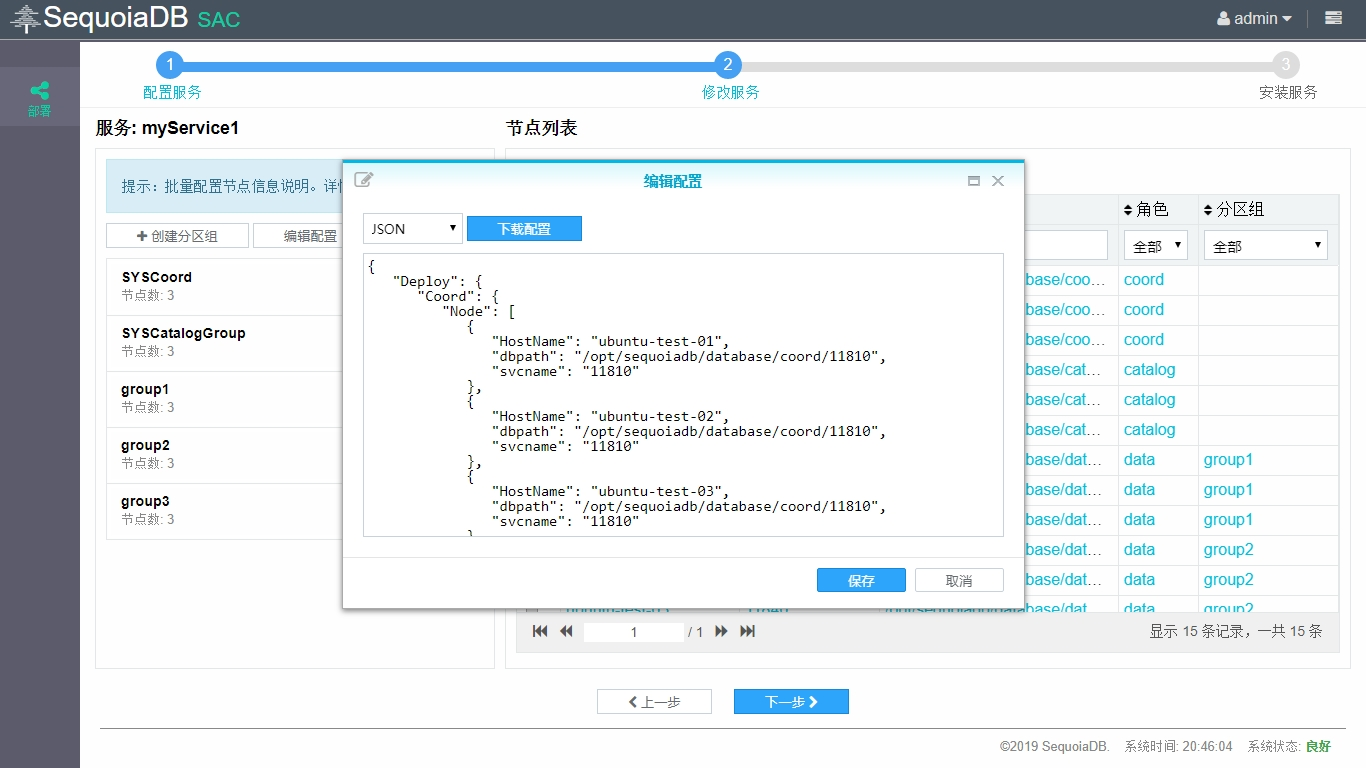 SequoiaDB SAC
admin
部署
1
2
3
配置服务
修改服务
安装服务
服务: myService1
节点列表
提示：批量配置节点信息说明。详
创建分区组
编辑配置
SYSCoord
节点数: 3
SYSCatalogGroup
节点数: 3
group1
节点数: 3
group2
节点数: 3
group3
节点数: 3
编辑配置
JSON
下载配置
{
"Deploy": {
"Coord": {
"Node": [
{
"HostName": "ubuntu-test-01",
"dbpath": "/opt/sequoiadb/database/coord/11810",
"svcname": "11810"
},
{
"HostName": "ubuntu-test-02",
"dbpath": "/opt/sequoiadb/database/coord/11810",
"svcname": "11810"
},
{
"HostName": "ubuntu-test-03",
"dbpath": "/opt/sequoiadb/database/coord/11810",
"svcname": "11810"
}
保存
取消
角色
分区组
全部
全部
base/coo... coord
base/coo... coord
base/coo... coord
base/cat... catalog
base/cat... catalog
base/cat... catalog
base/dat... data group1
base/dat... data group1
base/dat... data group1
base/dat... data group2
base/dat... data group2
base/dat... data group2
1 / 1
显示 15 条记录，一共 15 条
上一步
下一步
©2019 SequoiaDB. 系统时间: 20:46:04 系统状态: 良好